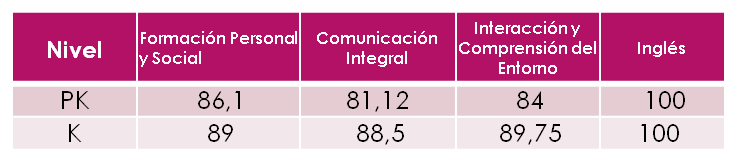 Nivel
Formación Personal
y Social
Comunicación
Integral
Interacción y
Comprensión del
Entorno
Inglés
PK 86,1 81,12 84 100
K 89 88,5 89,75 100